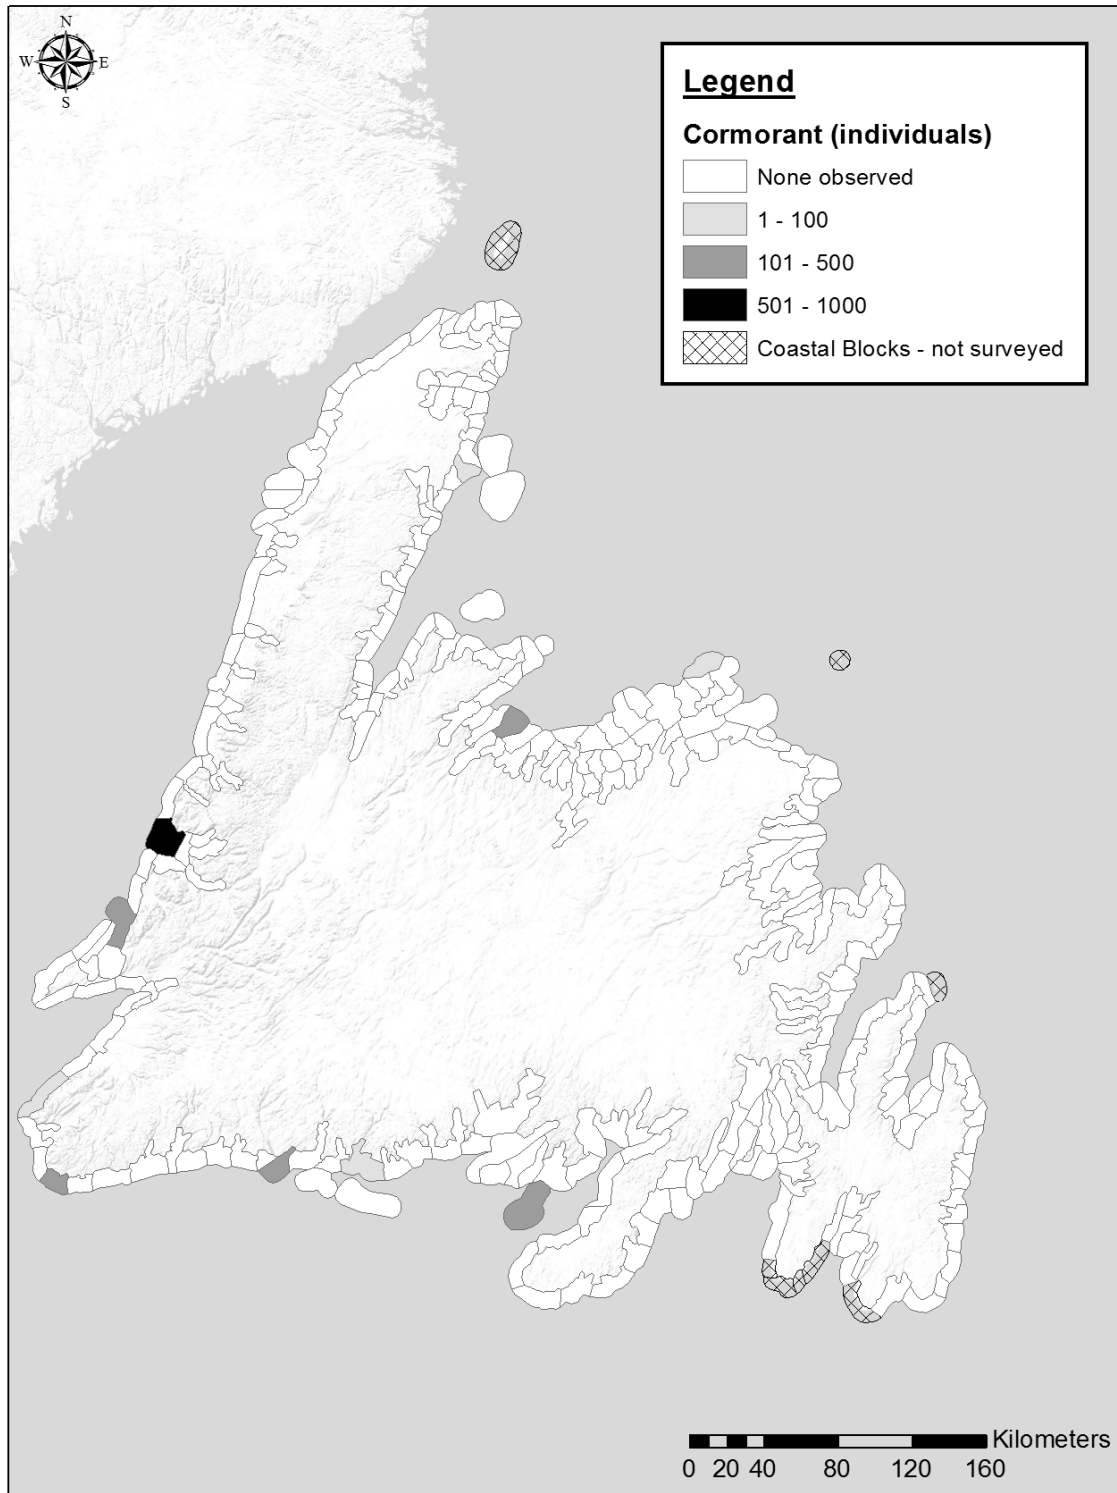 N
W E
S
Legend
Cormorant (individuals)
None observed
1 - 100
101 - 500
501 - 1000
Coastal Blocks - not surveyed
Kilometers
0 20 40 80 120 160